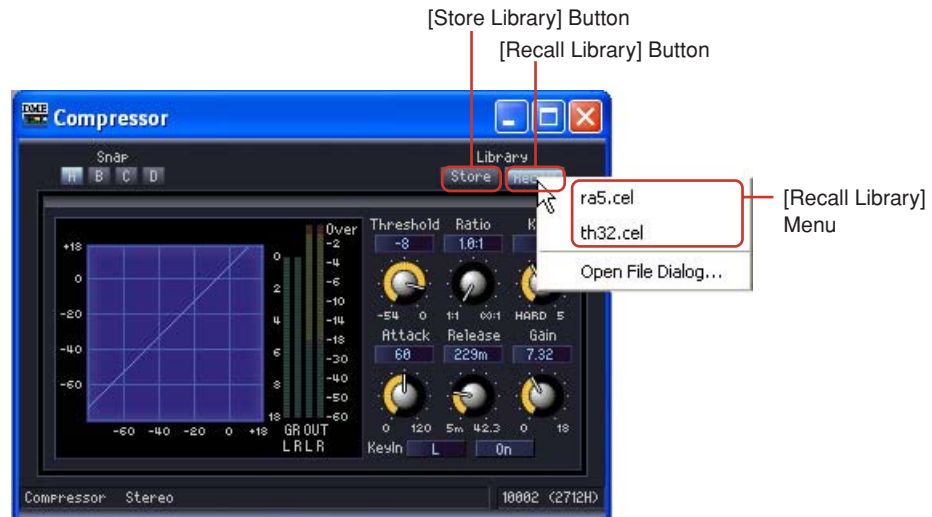 [Store Library] Button
[Recall Library] Button
DME
Compressor
Snap
Library
A B C D
Store
ra5.cel
th32.cel
Open File Dialog...
[Recall Library]
Menu
Threshold Ratio K
-8 1.0:1
-54 0 1:1 00:1 HARD 5
Attack Release Gain
60 229m 7.32
0 120 5m 42.3 0 18
KeyIn L On
+18
0
-20
-40
-60
-60 -40 -20 0 +18
0
2
4
6
8
18
Over
-2
-4
-6
-10
-14
-18
-30
-40
-50
-60
GR OUT
L R L R
Compressor Stereo 10002 (2712H)